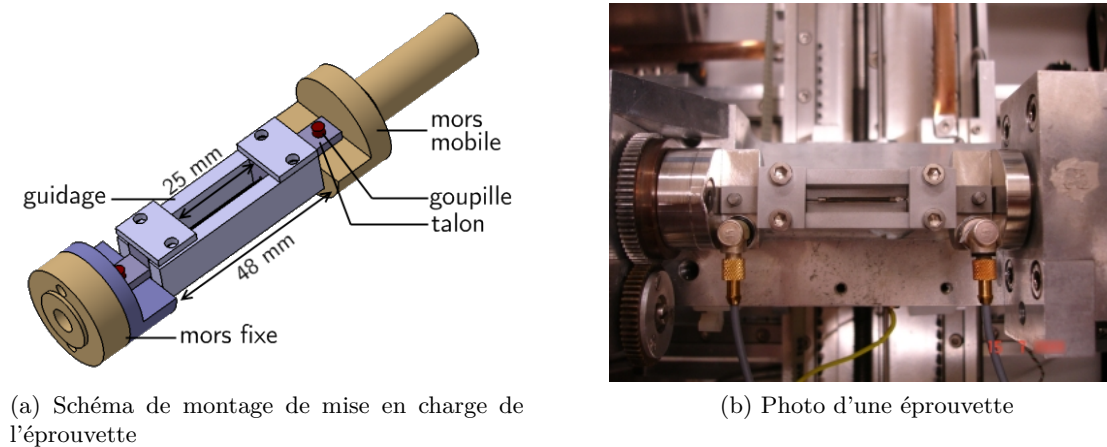 mors
mobile
25 mm
guidage
goupille
talon
48 mm
mors fixe
(a) Schéma de montage de mise en charge de
l'éprouvette
(b) Photo d'une éprouvette